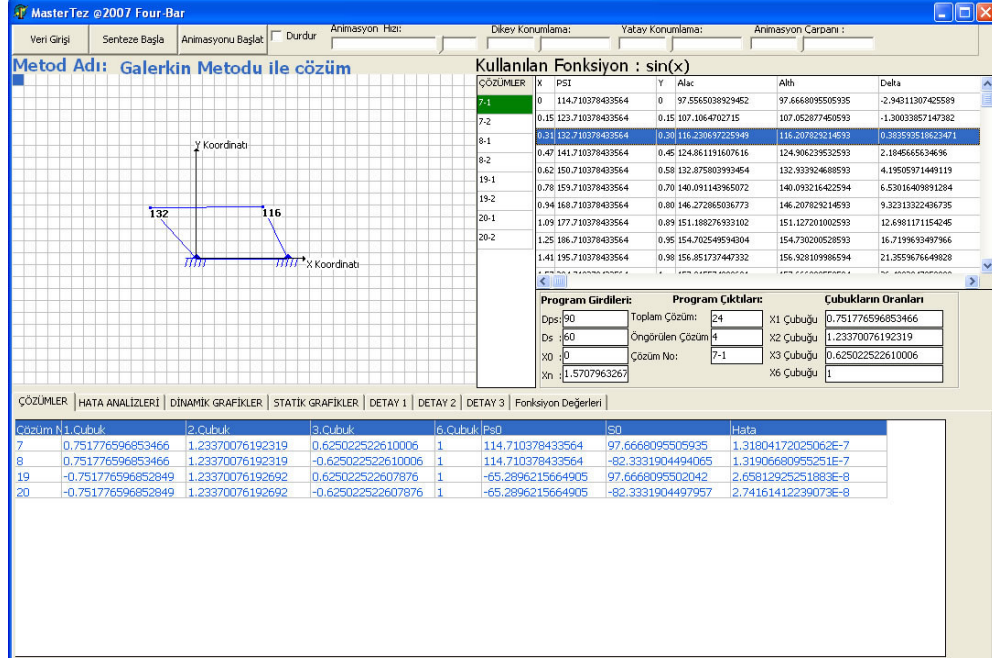 MasterTez @2007 Four-Bar
Veri Girişi Senteze Başla Animasyonu Başlat Durdur Animasyon Hızı: Dikey Konumlama: Yatay Konumlama: Animasyon Çarpanı :
Metod Adı: Galerkin Metodu ile çözüm
Kullanılan Fonksiyon : sin(x)
Y Koordinatı
132 116
X Koordinatı
ÇÖZÜMLER
7-1
7-2
8-1
8-2
19-1
19-2
20-1
20-2
X PSI Y Alac Alth Delta
0 114.710378433564 0 97.5565038929452 97.6668095505935 -2.94311307425589
0.15 123.710378433564 0.15 107.1064702715 107.052877450593 -1.30033857147382
0.31 132.710378433564 0.30 116.230697225949 116.207829214593 0.383593518623471
0.47 141.710378433564 0.45 124.861191607616 124.906239532593 2.1845665634696
0.62 150.710378433564 0.58 132.875803993454 132.933924688593 4.19505971449119
0.78 159.710378433564 0.70 140.091143965072 140.093216422594 6.53016409891284
0.94 168.710378433564 0.80 146.272865036773 146.207829214593 9.32313322436735
1.09 177.710378433564 0.89 151.188276933102 151.127201002593 12.6981171154245
1.25 186.710378433564 0.95 154.702549594304 154.730200528593 16.7199693497966
1.41 195.710378433564 0.98 156.851737447332 156.928109986594 21.3559676649828
Program Girdileri: Program Çıktıları: Çubukların Oranları
Dps: 90 Toplam Çözüm: 24 X1 Çubuğu 0.751776596853466
Ds : 60 Öngörülen Çözüm 4 X2 Çubuğu 1.23370076192319
X0 : 0 Çözüm No: 7-1 X3 Çubuğu 0.625022522610006
Xn : 1.5707963267 X6 Çubuğu 1
ÇÖZÜMLER HATA ANALİZLERİ DİNAMİK GRAFİKLER STATİK GRAFİKLER DETAY 1 DETAY 2 DETAY 3 Fonksiyon Değerleri
Çözüm N 1.Çubuk 2.Çubuk 3.Çubuk 6.Çubuk Ps0 S0 Hata
7 0.751776596853466 1.23370076192319 0.625022522610006 1 114.710378433564 97.6668095505935 1.31804172025062E-7
8 0.751776596853466 1.23370076192319 -0.625022522610006 1 114.710378433564 -82.3331904494065 1.31906680955251E-7
19 -0.751776596852849 1.23370076192692 0.625022522607876 1 -65.2896215664905 97.6668095502042 2.65812925251883E-8
20 -0.751776596852849 1.23370076192692 -0.625022522607876 1 -65.2896215664905 -82.3331904497957 2.74161412239073E-8